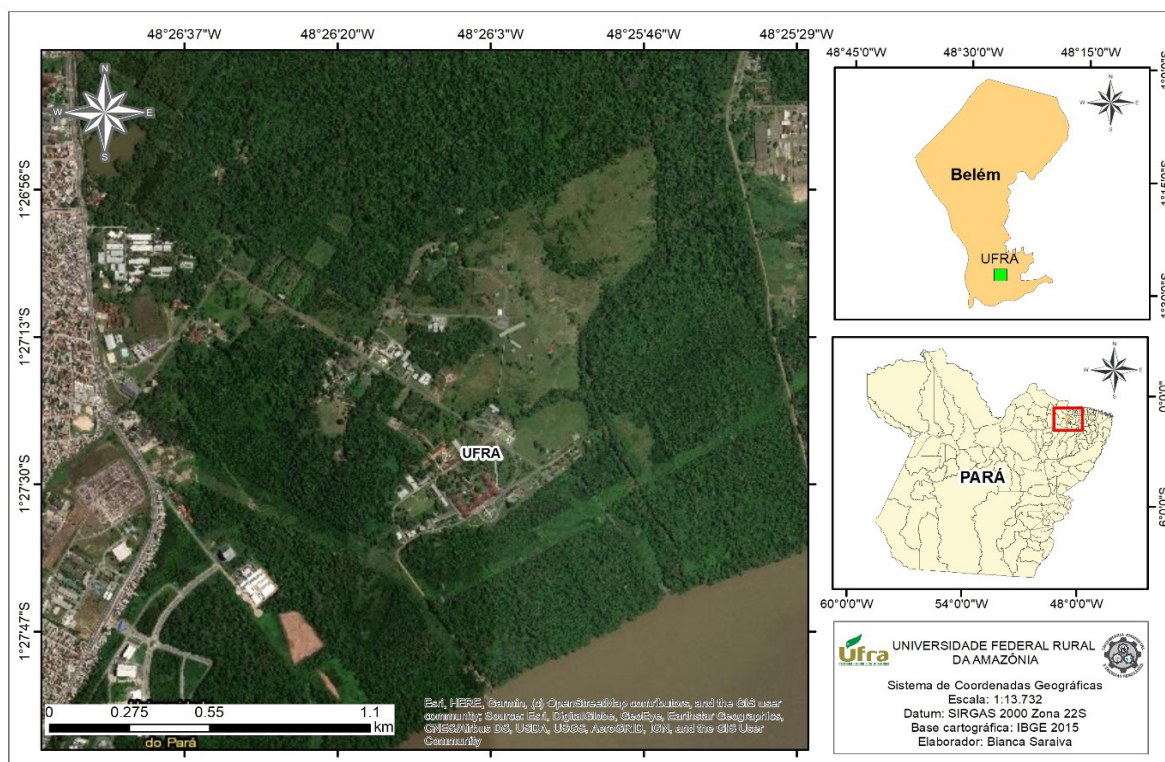 48°26'37"W
48°26'20"W
48°26'3"W
48°25'46"W
48°25'29"W
1°26'56"S
1°27'13"S
1°27'30"S
1°27'47"S
N
W
E
S
UFRA
0
0.275
0.55
1.1
km
do Pará
Esri, HERE, Garmin, (c) OpenStreetMap contributors, and the GIS user
community; Source: Esri, DigitalGlobe, GeoEye, Earthstar Geographics,
CNES/Airbus DS, USDA, USGS, AeroGRID, IGN, and the GIS User
Community
48°45'0"W
48°30'0"W
48°15'0"W
1°15'0"S
N
W
E
S
Belém
UFRA
N
W
E
S
PARÁ
0°0'0"
6°0'0"S
60°0'0"W
54°0'0"W
48°0'0"W
Ufra
UNIVERSIDADE FEDERAL RURAL
DA AMAZÔNIA
Sistema de Coordenadas Geográficas
Escala: 1:13.732
Datum: SIRGAS 2000 Zona 22S
Base cartográfica: IBGE 2015
Elaborador: Bianca Saraiva